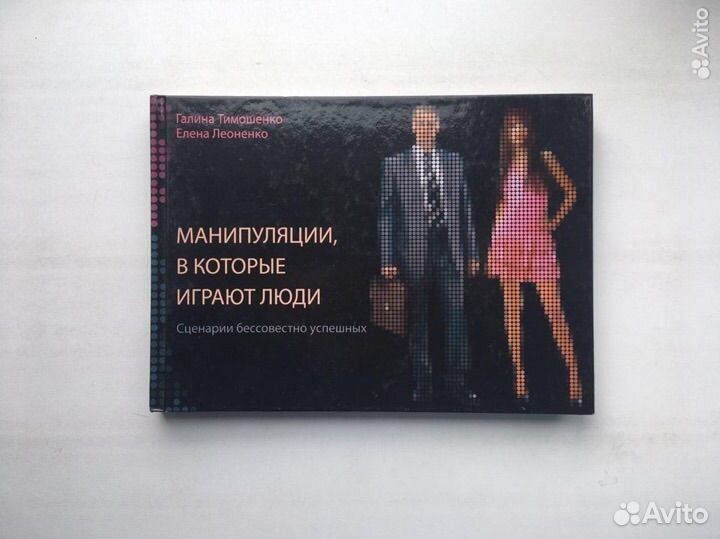 Avito
Галина Тимошенко
Елена Леоненко
МАНИПУЛЯЦИИ,
В КОТОРЫЕ
ИГРАЮТ ЛЮДИ
Сценарии бессовестно успешных
Avito